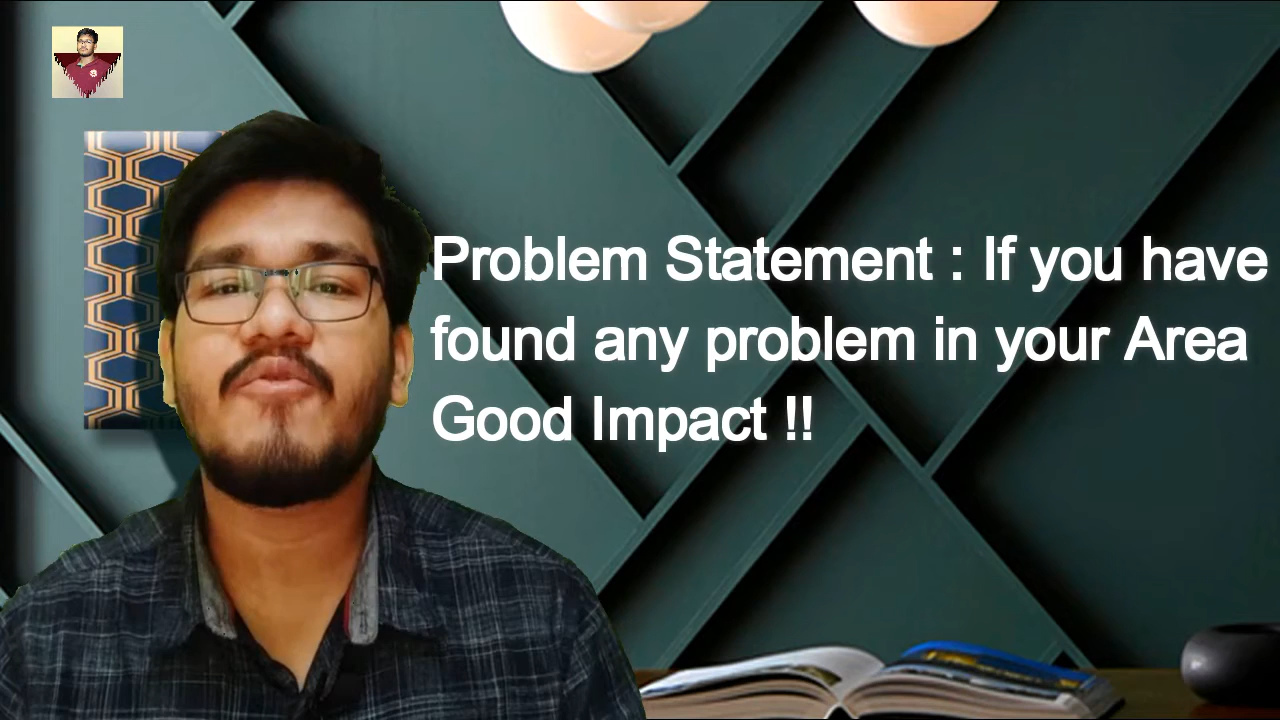 Problem Statement : If you have
found any problem in your Area
Good Impact !!